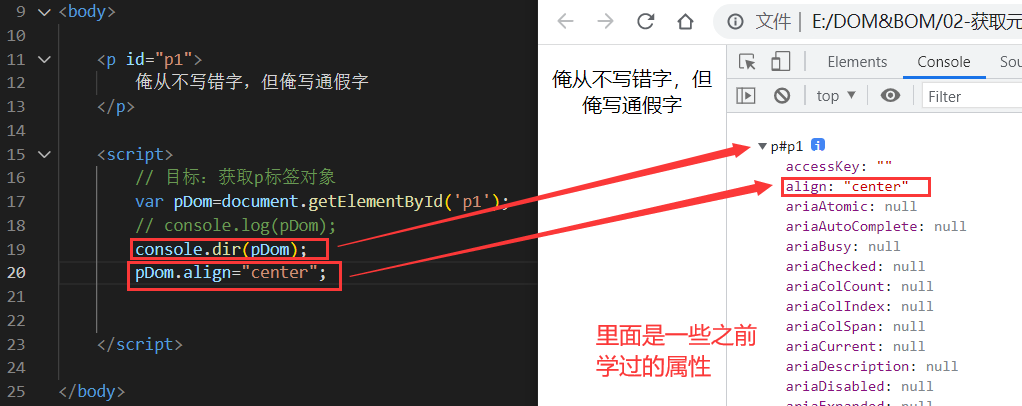 9 <body>
10
11 <p id="p1">
12 俺从不写错字，但俺写通假字
13 </p>
14
15 <script>
16 // 目标：获取p标签对象
17 var pDom=document.getElementById('p1');
18 // console.log(pDom);
19 console.dir(pDom);
20 pDom.align="center";
21
22
23 </script>
24
25 </body>
文件 E:/DOM&BOM/02-获取元
俺从不写错字，但
俺写通假字
Elements Console Sou
top Filter
p#p1
accessKey: ""
align: "center"
ariaAtomic: null
ariaAutoComplete: null
ariaBusy: null
ariaChecked: null
ariaColCount: null
ariaColIndex: null
ariaColSpan: null
ariaCurrent: null
ariaDescription: null
ariaDisabled: null
ariaExpanded: null
里面是一些之前
学过的属性